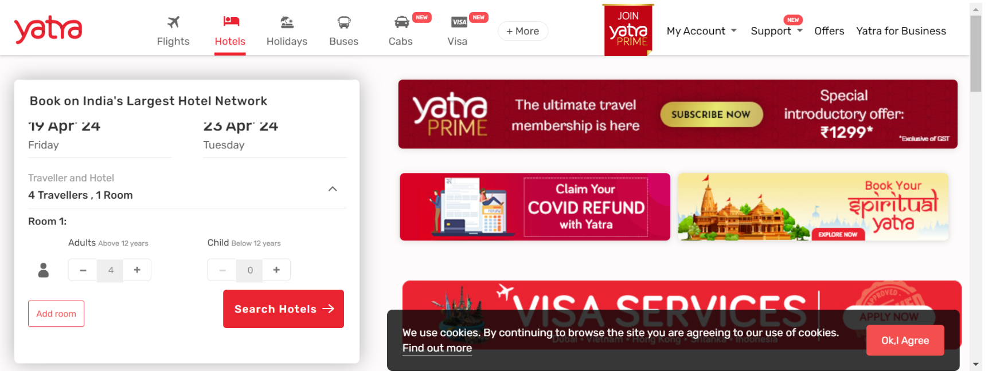 yatra
Flights
Hotels
Holidays
Buses
NEW
Cabs
NEW
VISA
Visa
+ More
JOIN
yatra
PRIME
My Account
NEW
Support
Offers
Yatra for Business
Book on India's Largest Hotel Network
19 Apr' 24
23 Apr' 24
Friday
Tuesday
Traveller and Hotel
4 Travellers , 1 Room
Room 1:
Adults Above 12 years
Child Below 12 years
− 4 +
− 0 +
Add room
Search Hotels
yatra
PRIME
The ultimate travel
membership is here
SUBSCRIBE NOW
Special
introductory offer:
₹1299*
*Exclusive of GST
REFUND
Claim Your
COVID REFUND
with Yatra
Book Your
spiritual
yatra
EXPLORE NOW
VISA SERVICES
APPROVED
APPLY NOW
Dubai • Vietnam • Hong Kong • Srilanka • Indonesia
We use cookies. By continuing to browse the site you are agreeing to our use of cookies.
Find out more
Ok,I Agree